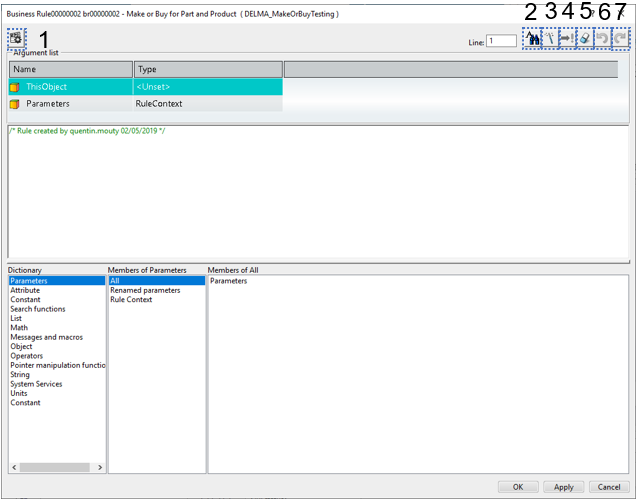 Business Rule00000002 br00000002 - Make or Buy for Part and Product ( DELMA_MakeOrBuyTesting )
1
2 3 4 5 6 7
Line: 1
Argument list
Name Type
ThisObject <Unset>
Parameters RuleContext
/* Rule created by quentin.mouty 02/05/2019 */
Dictionary Members of Parameters Members of All
Parameters All Parameters
Attribute Renamed parameters
Constant Rule Context
Search functions
List
Math
Messages and macros
Object
Operators
Pointer manipulation functio
String
System Services
Units
Constant
OK Apply Cancel